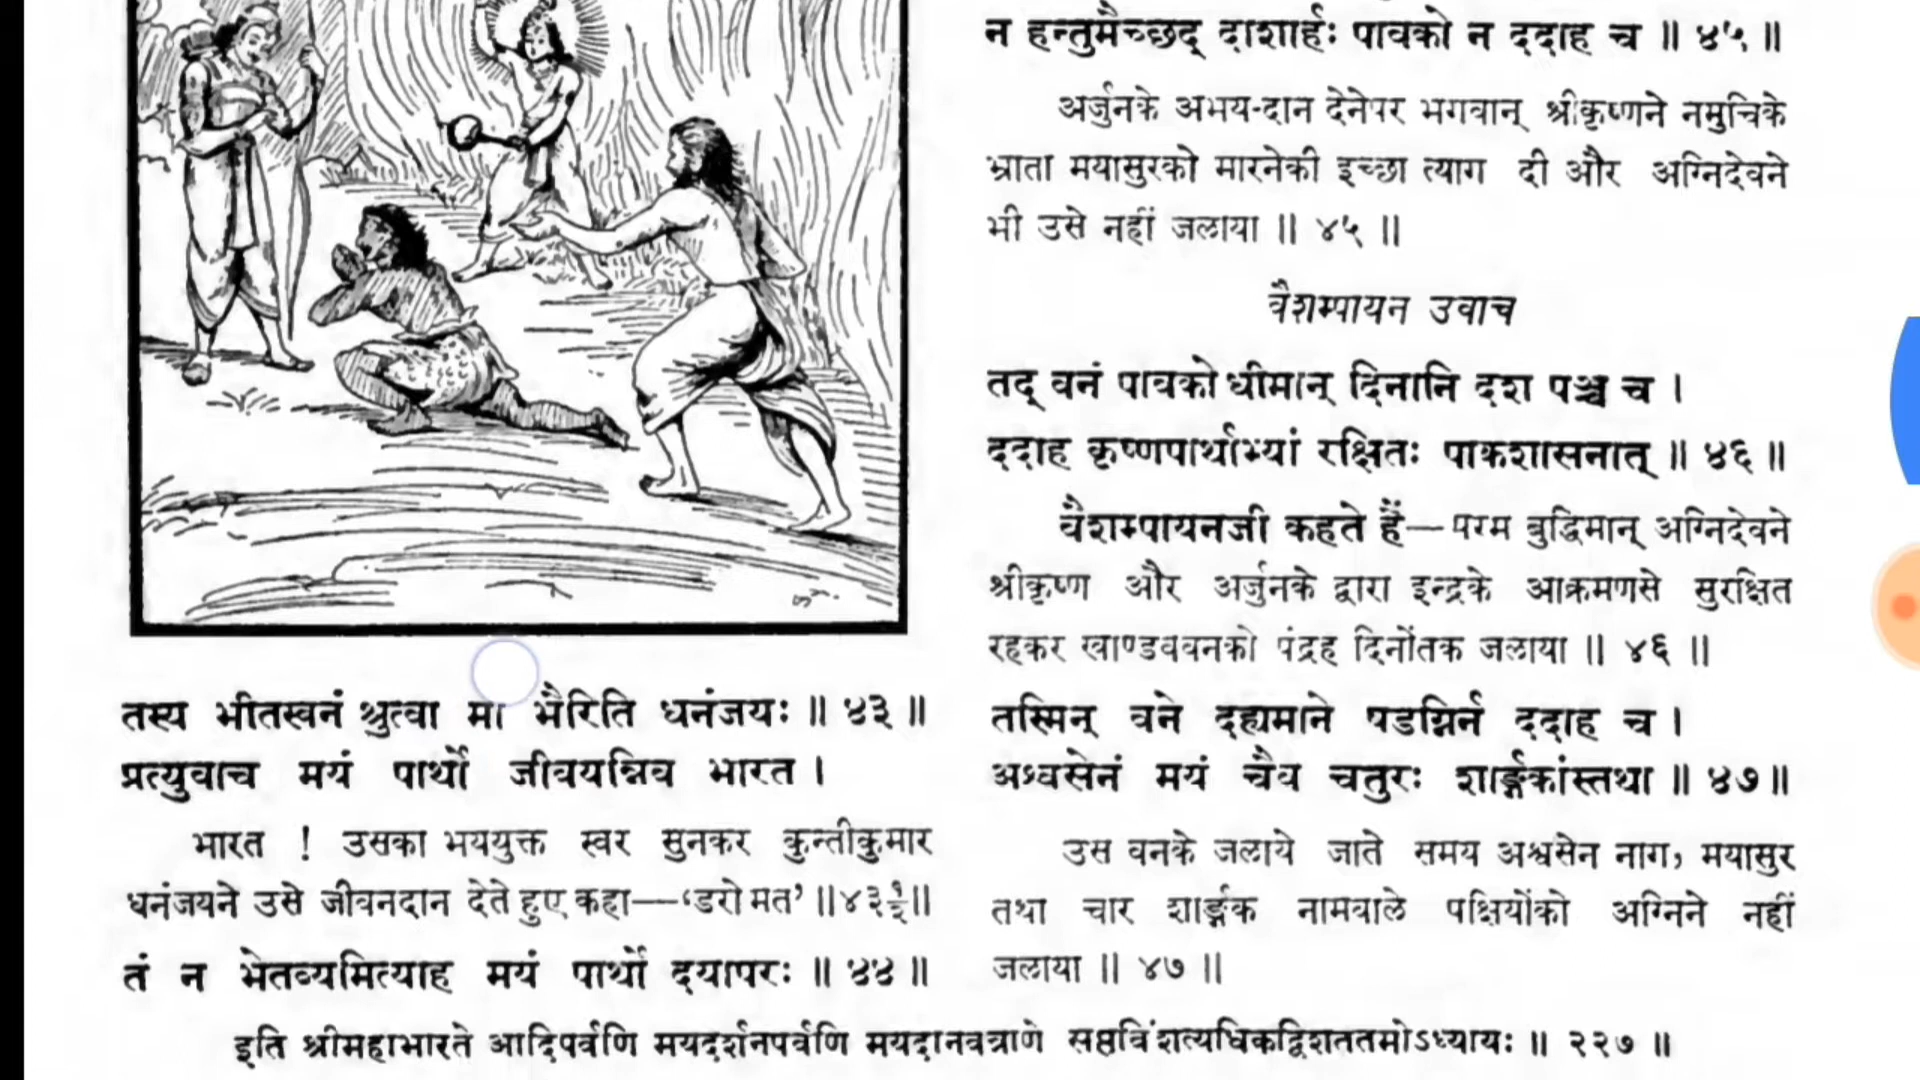 तस्य भीतस्वनं श्रुत्वा मा भैरिति धनंजयः ॥ ४३ ॥
प्रत्युवाच मयं पार्थो जीवयन्निव भारत ।
भारत ! उसका भययुक्त स्वर सुनकर कुन्तीकुमार
धनंजयने उसे जीवनदान देते हुए कहा—‘डरो मत’ ॥४३½॥
तं न भेतव्यमित्याह मयं पार्थो दयापरः ॥ ४४ ॥
न हन्तुमैच्छद् दाशार्हः पावको न ददाह च ॥ ४५ ॥
अर्जुनके अभय-दान देनेपर भगवान् श्रीकृष्णने नमुचिके
भ्राता मयासुरको मारनेकी इच्छा त्याग दी और अग्निदेवने
भी उसे नहीं जलाया ॥ ४५ ॥
वैशम्पायन उवाच
तद् वनं पावको धीमान् दिनानि दश पञ्च च ।
ददाह कृष्णपार्थाभ्यां रक्षितः पाकशासनात् ॥ ४६ ॥
वैशम्पायनजी कहते हैं—परम बुद्धिमान् अग्निदेवने
श्रीकृष्ण और अर्जुनके द्वारा इन्द्रके आक्रमणसे सुरक्षित
रहकर खाण्डववनको पंद्रह दिनोंतक जलाया ॥ ४६ ॥
तस्मिन् वने दह्यमाने षडग्निर्न ददाह च ।
अश्वसेनं मयं चैव चतुरः शार्ङ्गकांस्तथा ॥ ४७ ॥
उस वनके जलाये जाते समय अश्वसेन नाग, मयासुर
तथा चार शार्ङ्गक नामवाले पक्षियोंको अग्निने नहीं
जलाया ॥ ४७ ॥
इति श्रीमहाभारते आदिपर्वणि मयदर्शनपर्वणि मयदानवत्राणे सप्तविंशत्यधिकद्विशततमोऽध्यायः ॥ २२७ ॥